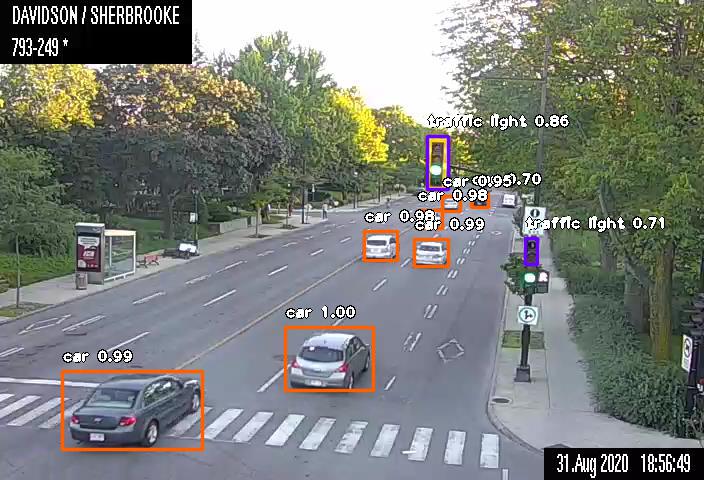 DAVIDSON / SHERBROOKE
793-249 *
traffic light 0.86
car 0.95
0.70
car 0.98
car 0.98
car 0.99
traffic light 0.71
car 1.00
car 0.99
31.Aug 2020 18:56:49